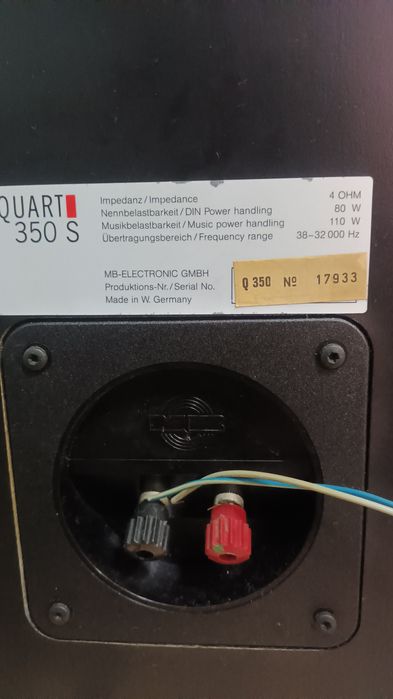 QUART
350 S
Impedanz/Impedance 4 OHM
Nennbelastbarkeit/DIN Power handling 80 W
Musikbelastbarkeit/Music power handling 110 W
Übertragungsbereich/Frequency range 38–32 000 Hz
MB-ELECTRONIC GMBH
Produktions-Nr./Serial No.
Made in W. Germany
Q 350 Nº 17933